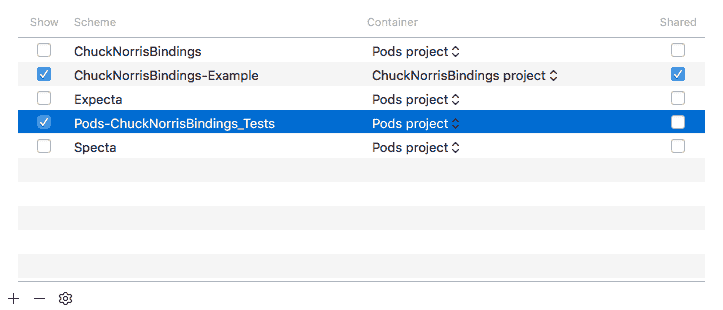 Show Scheme Container Shared
ChuckNorrisBindings Pods project
ChuckNorrisBindings-Example ChuckNorrisBindings project
Expecta Pods project
Pods-ChuckNorrisBindings_Tests Pods project
Specta Pods project